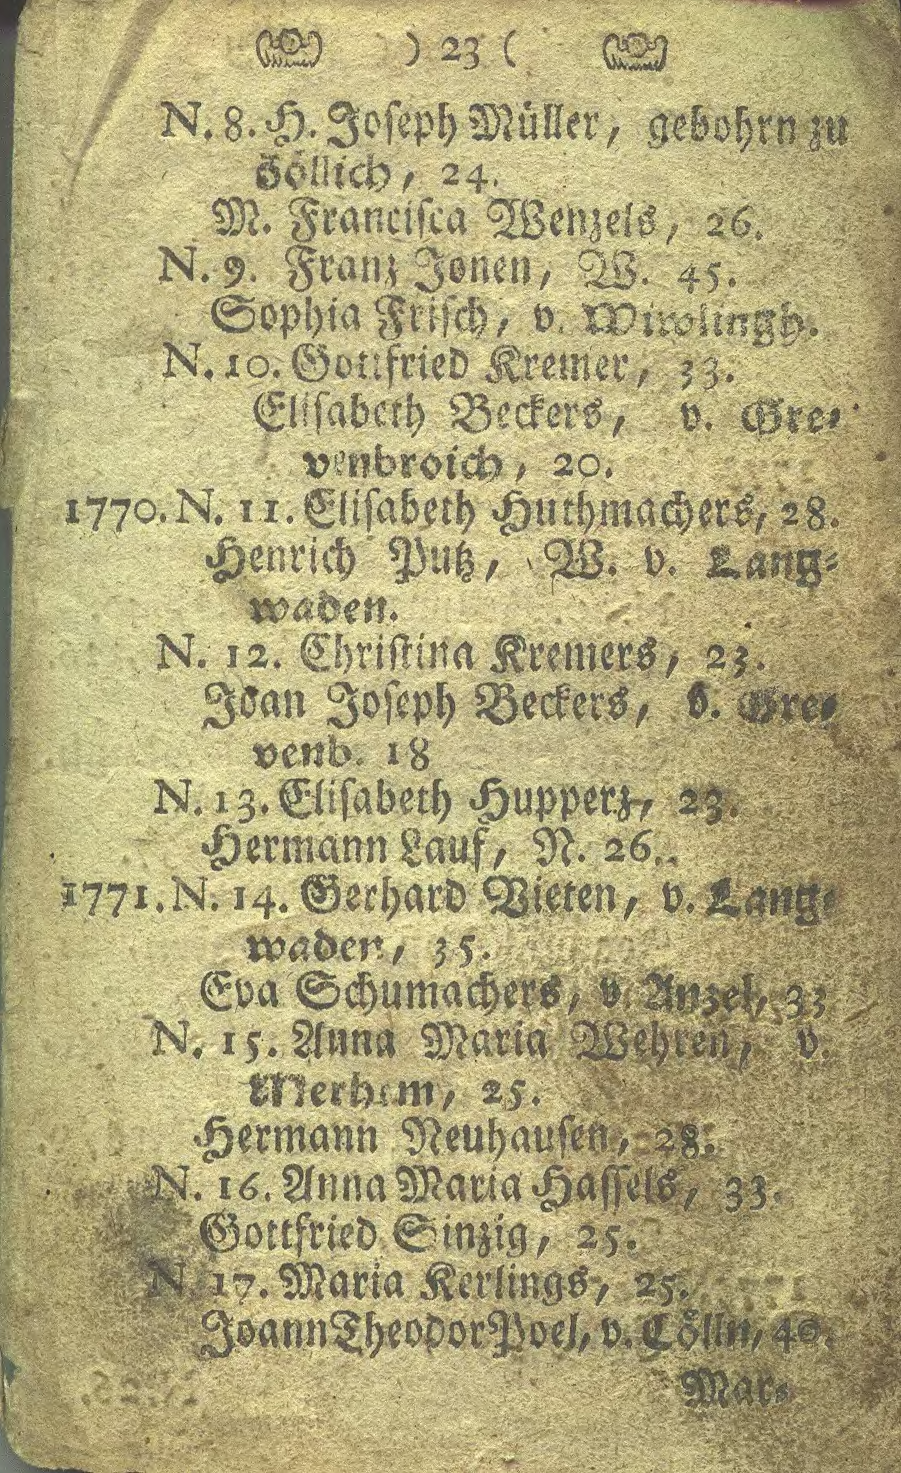 ) 23 (
N. 8. H. Joseph Müller, gebohrn zu
Zöllich, 24.
M. Francisca Wenzels, 26.
N. 9. Franz Jonen, W. 45.
Sophia Frisch, v.
N. 10. Gottfried Kremer, 33.
Elisabeth Beckers, v. Gre-
venbroich, 20.
1770. N. 11. Elisabeth Huthmachers, 28.
Henrich Putz, W. v. Lang-
waden.
N. 12. Christina Kremers, 23.
Joan Joseph Beckers, v. Gre-
venb. 18
N. 13. Elisabeth Hupperz, 23.
Hermann Lauf, N. 26.
1771. N. 14. Gerhard Vieten, v. Lang-
waden, 35.
Eva Schumachers, v. Anzel, 33
N. 15. Anna Maria Wehren, v.
25.
Hermann Neuhausen, 28.
N. 16. Anna Maria Hassels, 33.
Gottfried Sinzig, 25.
N. 17. Maria Kerlings, 25.
Joann Theodor Poel, v. Cölln, 40.
Mar-